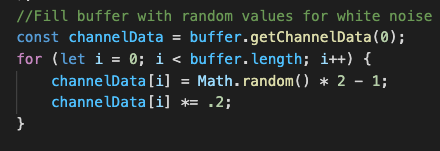 //Fill buffer with random values for white noise
const channelData = buffer.getChannelData(0);
for (let i = 0; i < buffer.length; i++) {
    channelData[i] = Math.random() * 2 - 1;
    channelData[i] *= .2;
}